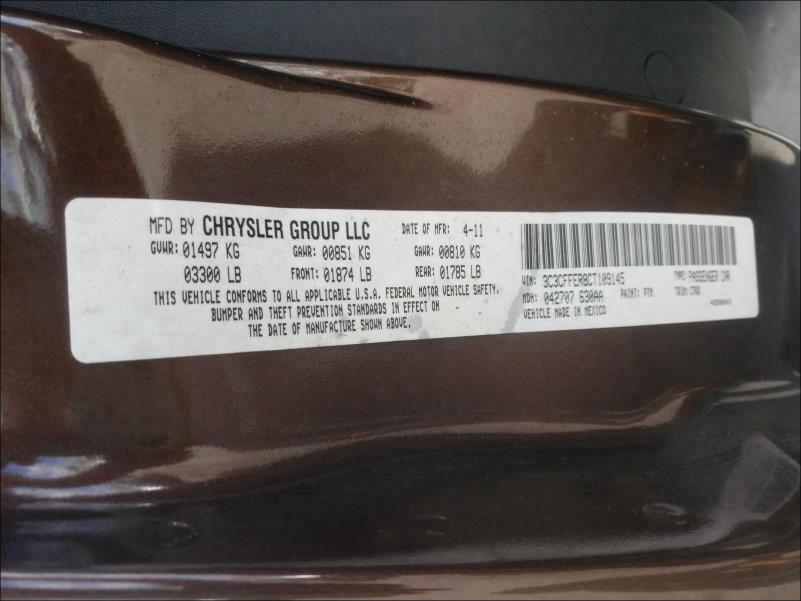 MFD BY CHRYSLER GROUP LLC DATE OF MFR: 4-11
GVWR: 01497 KG GAWR: 00851 KG GAWR: 00810 KG
03300 LB FRONT: 01874 LB REAR: 01785 LB
THIS VEHICLE CONFORMS TO ALL APPLICABLE U.S.A. FEDERAL MOTOR VEHICLE SAFETY,
BUMPER AND THEFT PREVENTION STANDARDS IN EFFECT ON
THE DATE OF MANUFACTURE SHOWN ABOVE.
VIN: 3C3CFFER8CT109145 TYPE: PASSENGER CAR
MDH: 042707 630AA PAINT: PTM TRIM:
VEHICLE MADE IN MEXICO